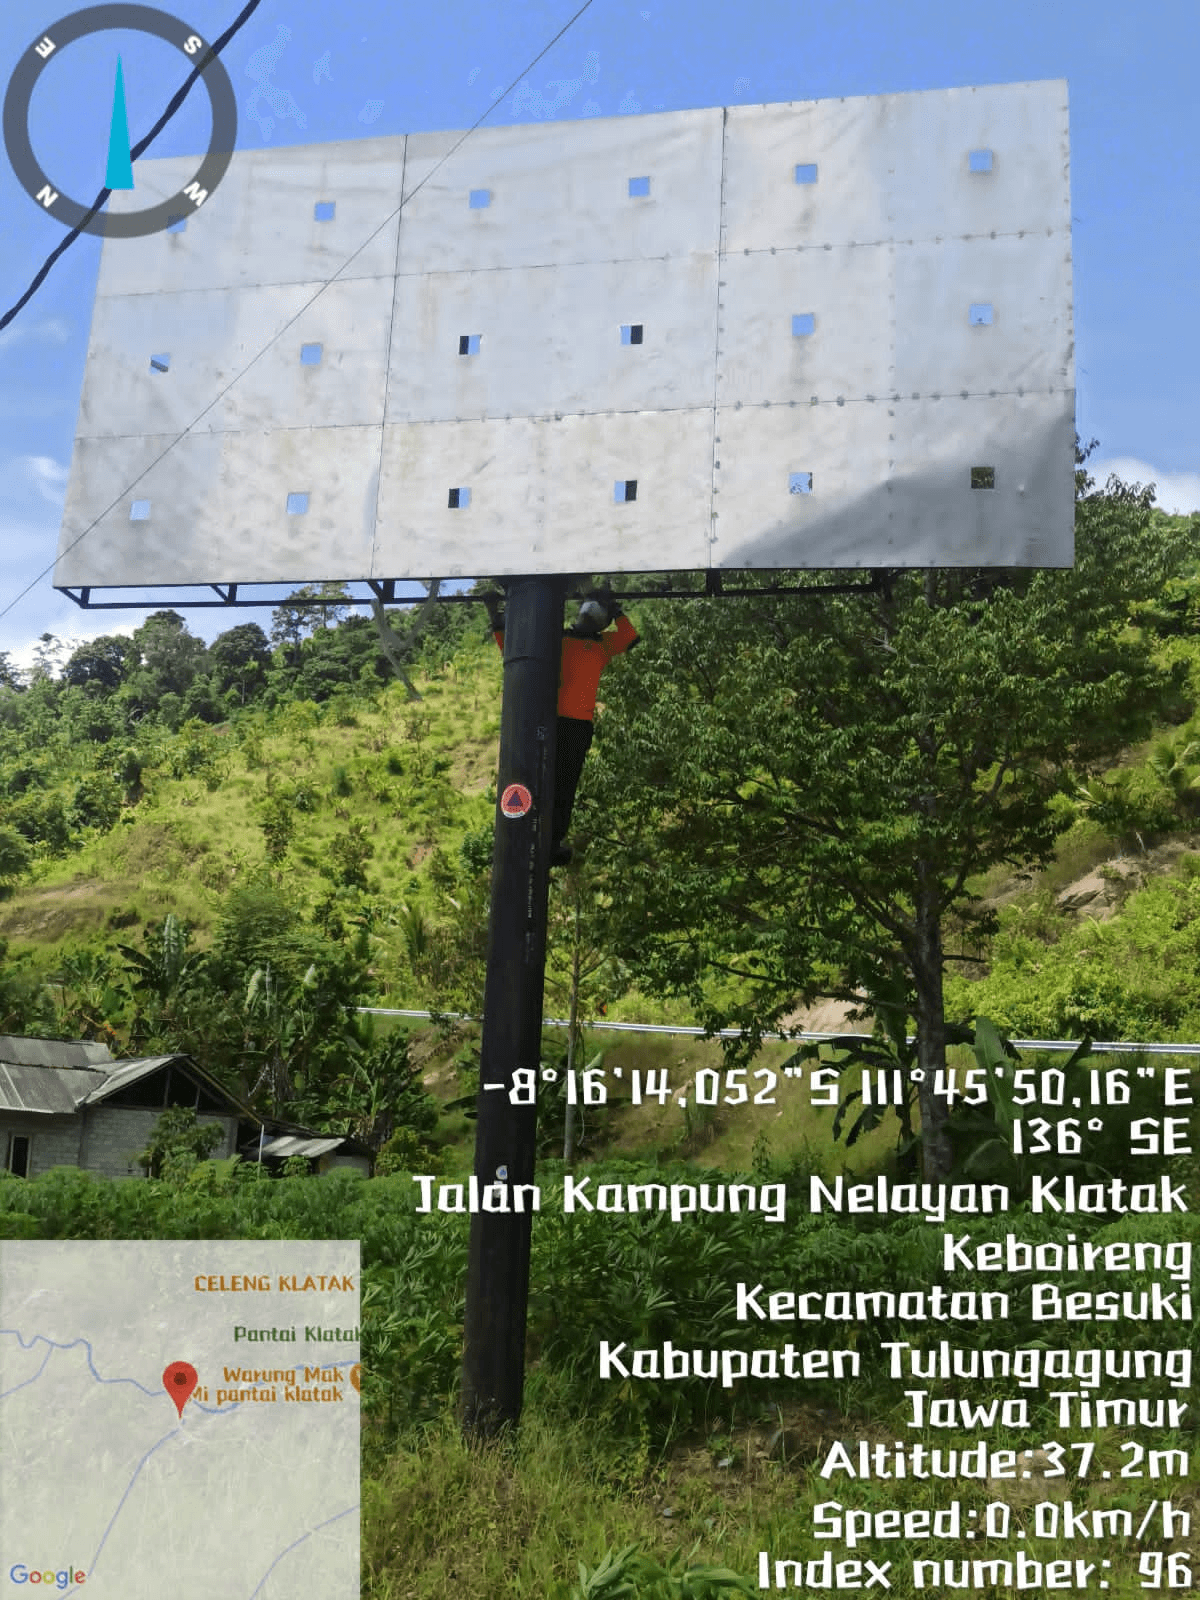 E
S
N
W
-8°16'14.052"S 111°45'50.16"E
136° SE
Jalan Kampung Nelayan Klatak
Keboireng
Kecamatan Besuki
Kabupaten Tulungagung
Jawa Timur
Altitude:37.2m
Speed:0.0km/h
Index number: 96
CELENG KLATAK
Pantai Klatak
Warung Mak
Mi pantai klatak
Google